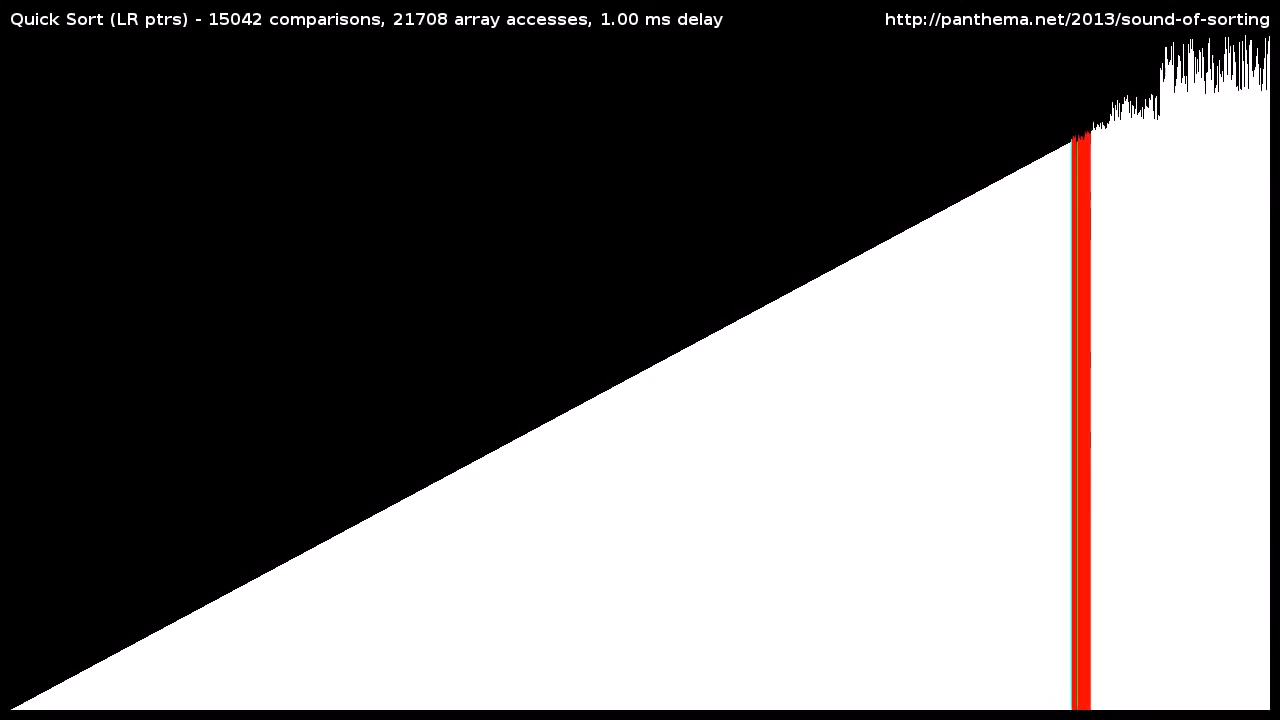 Quick Sort (LR ptrs) - 15042 comparisons, 21708 array accesses, 1.00 ms delay http://panthema.net/2013/sound-of-sorting